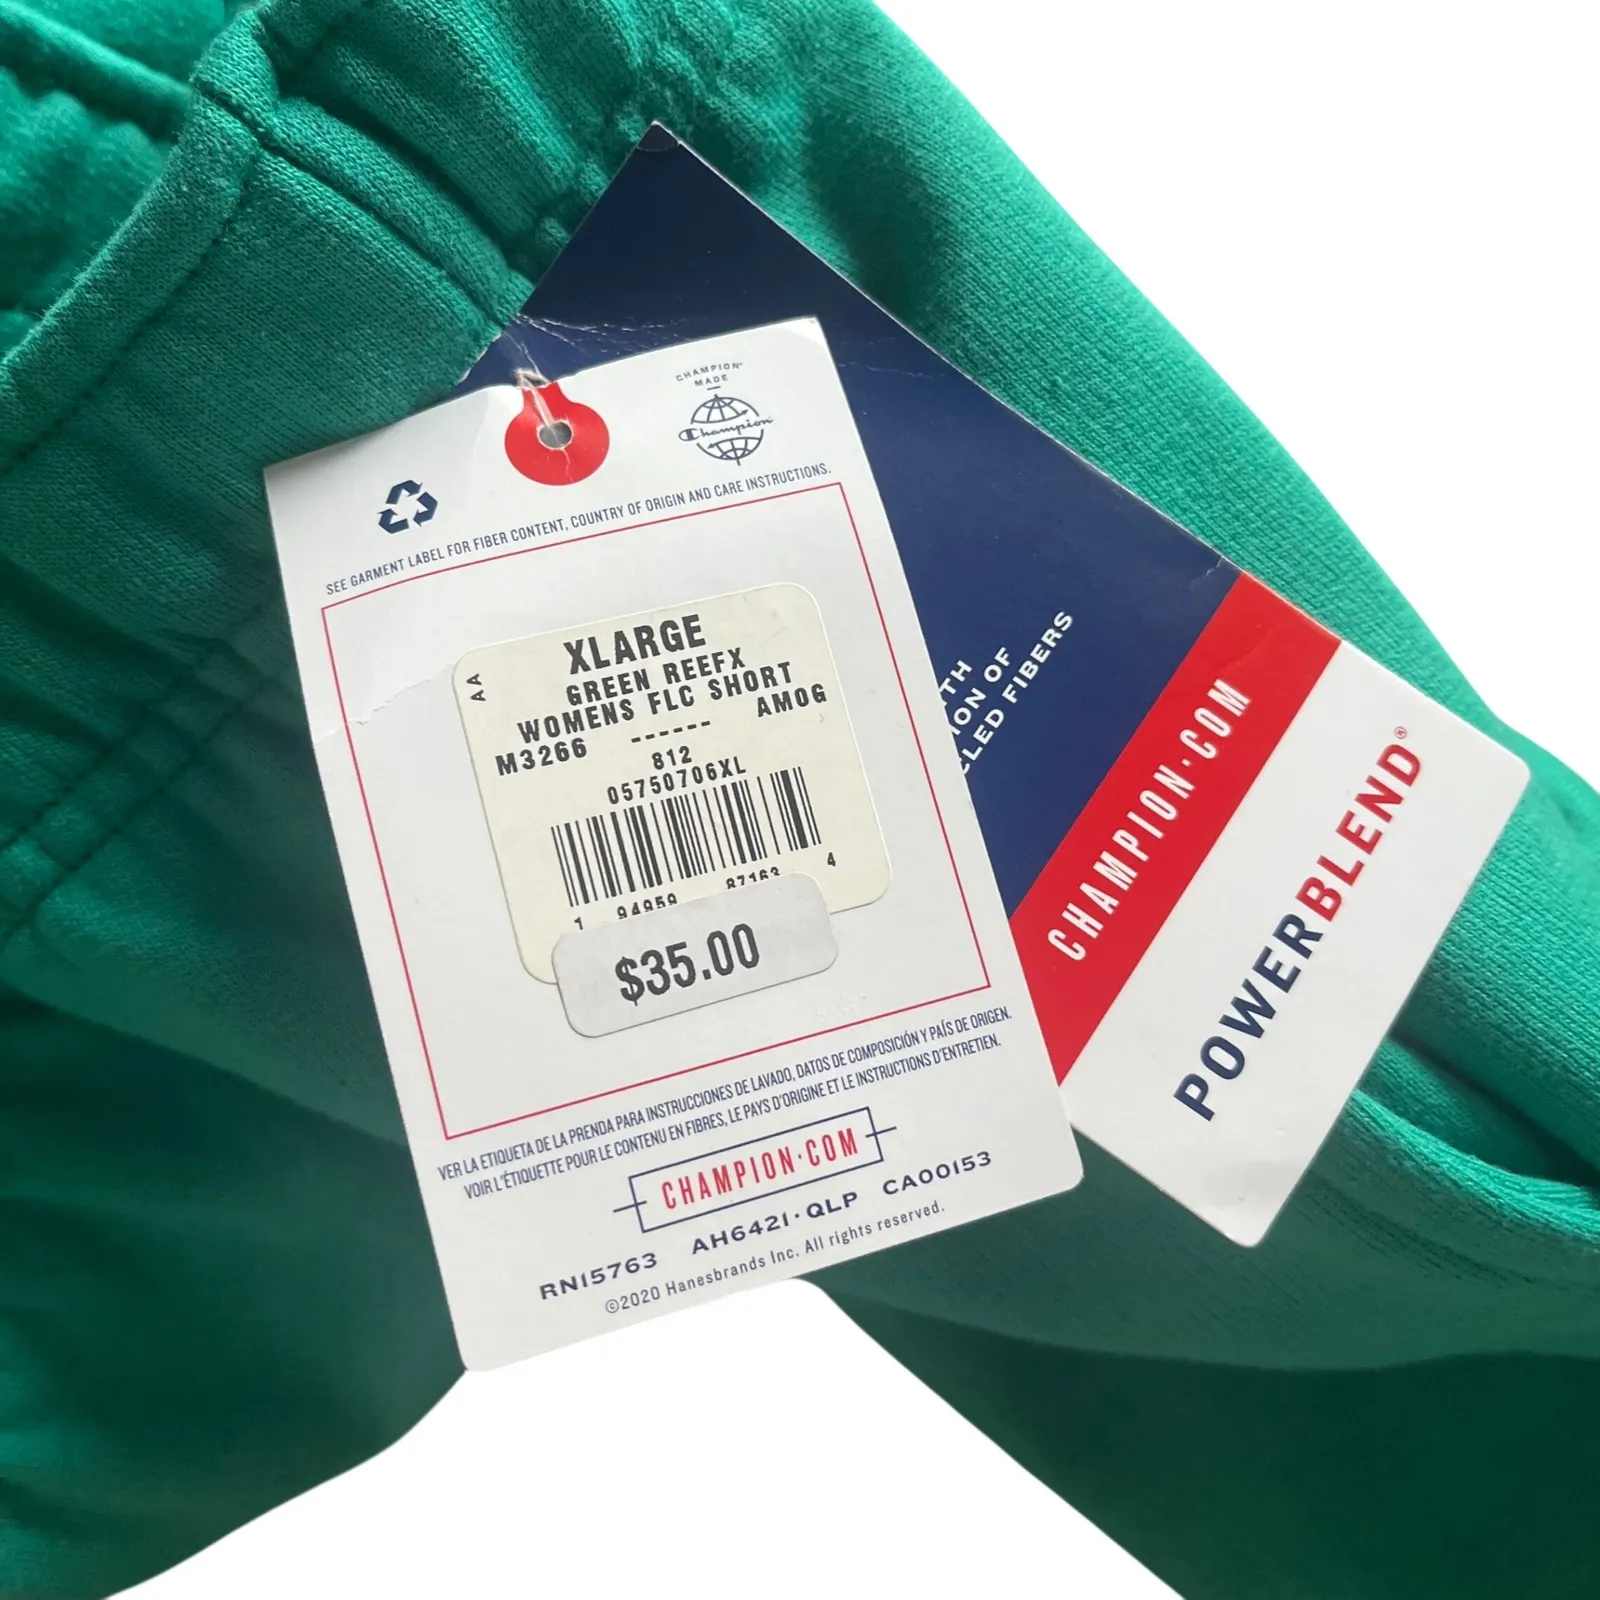 CHAMPION
MADE
Champion
SEE GARMENT LABEL FOR FIBER CONTENT, COUNTRY OF ORIGIN AND CARE INSTRUCTIONS.
AA
XLARGE
GREEN REEFX
WOMENS FLC SHORT
M3266 ------ AMOG
812
05750706XL
1 94959 87163 4
$35.00
VER LA ETIQUETA DE LA PRENDA PARA INSTRUCCIONES DE LAVADO, DATOS DE COMPOSICIÓN Y PAÍS DE ORIGEN.
VOIR L'ÉTIQUETTE POUR LE CONTENU EN FIBRES, LE PAYS D'ORIGINE ET LE INSTRUCTIONS D'ENTRETIEN.
CHAMPION·COM
RN15763 AH6421·QLP CA00153
©2020 Hanesbrands Inc. All rights reserved.
TH
ION OF
LED FIBERS
CHAMPION·COM
POWERBLEND®